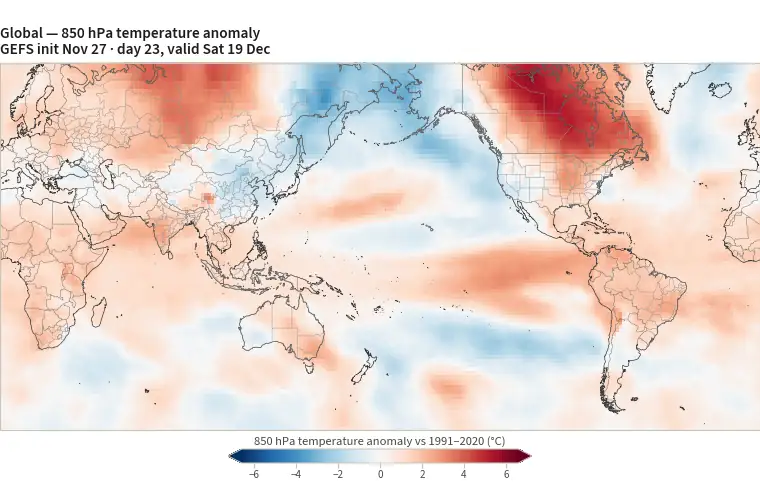 Global — 850 hPa temperature anomaly
GEFS init Nov 27 · day 23, valid Sat 19 Dec
850 hPa temperature anomaly vs 1991–2020 (°C)
−6 −4 −2 0 2 4 6